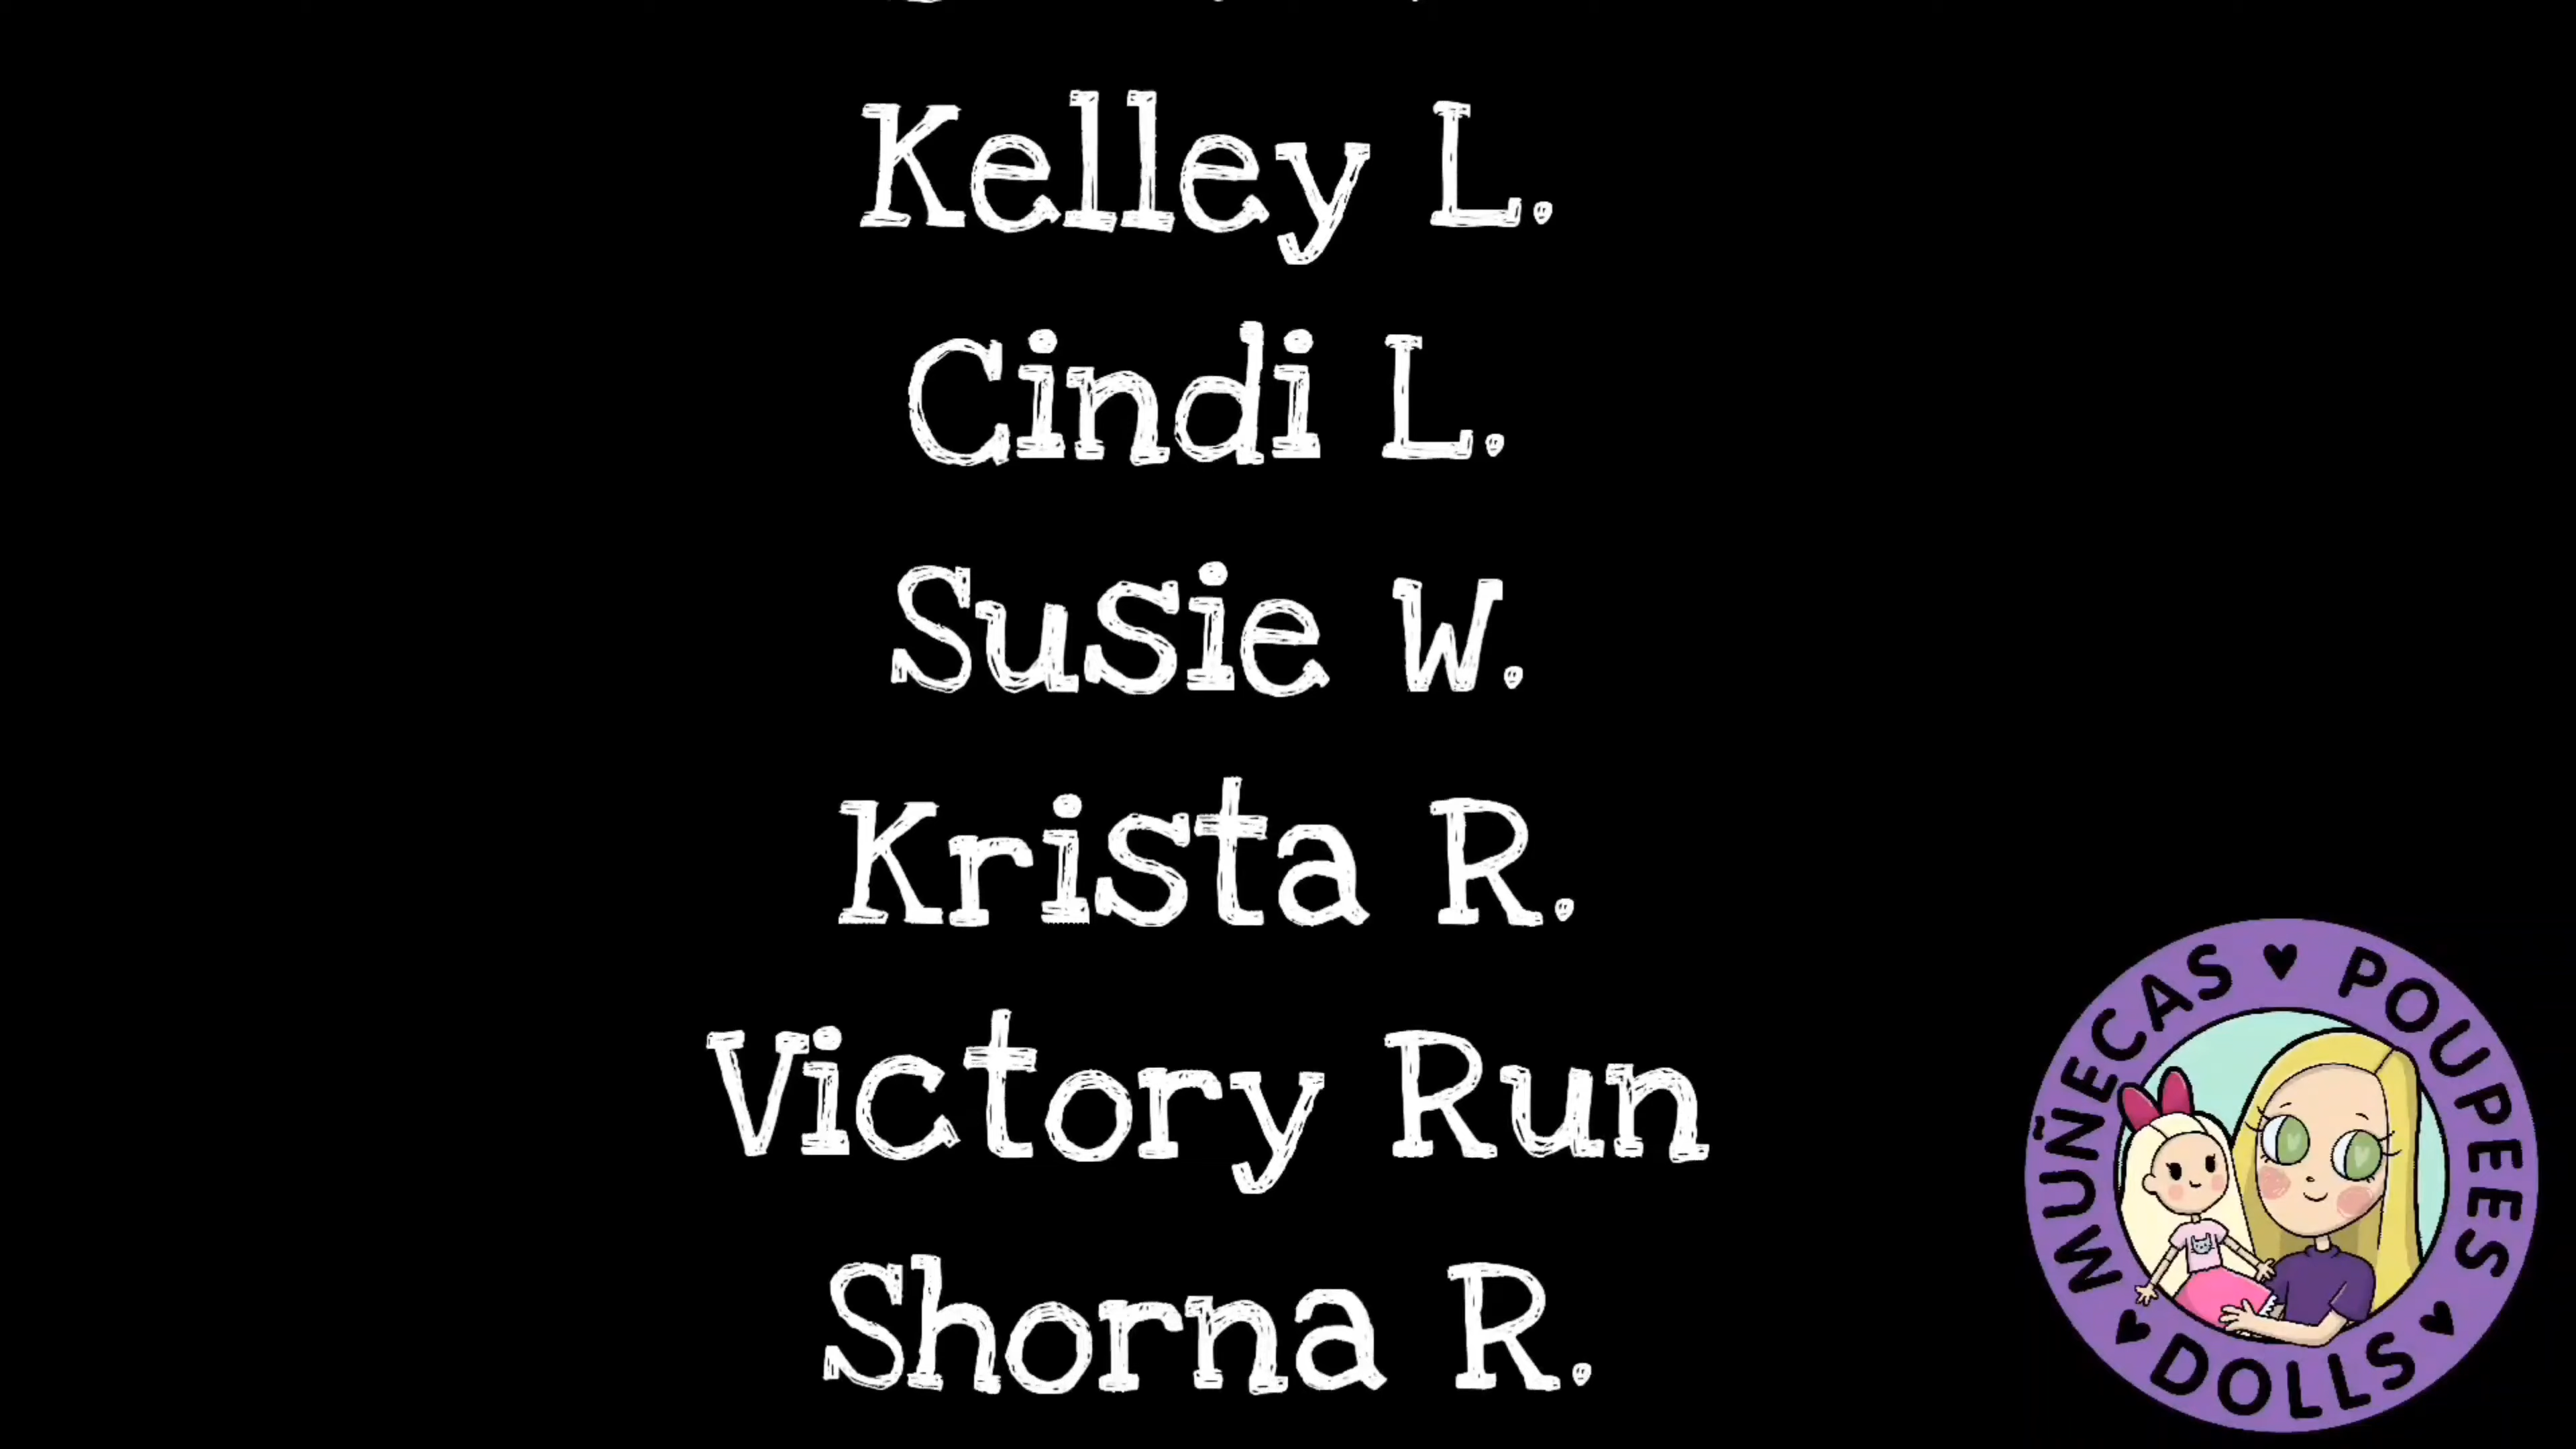 Kelley L.
Cindi L.
Susie W.
Krista R.
Victory Run
Shorna R.
MUÑECAS ♥ POUPEES ♥ DOLLS ♥